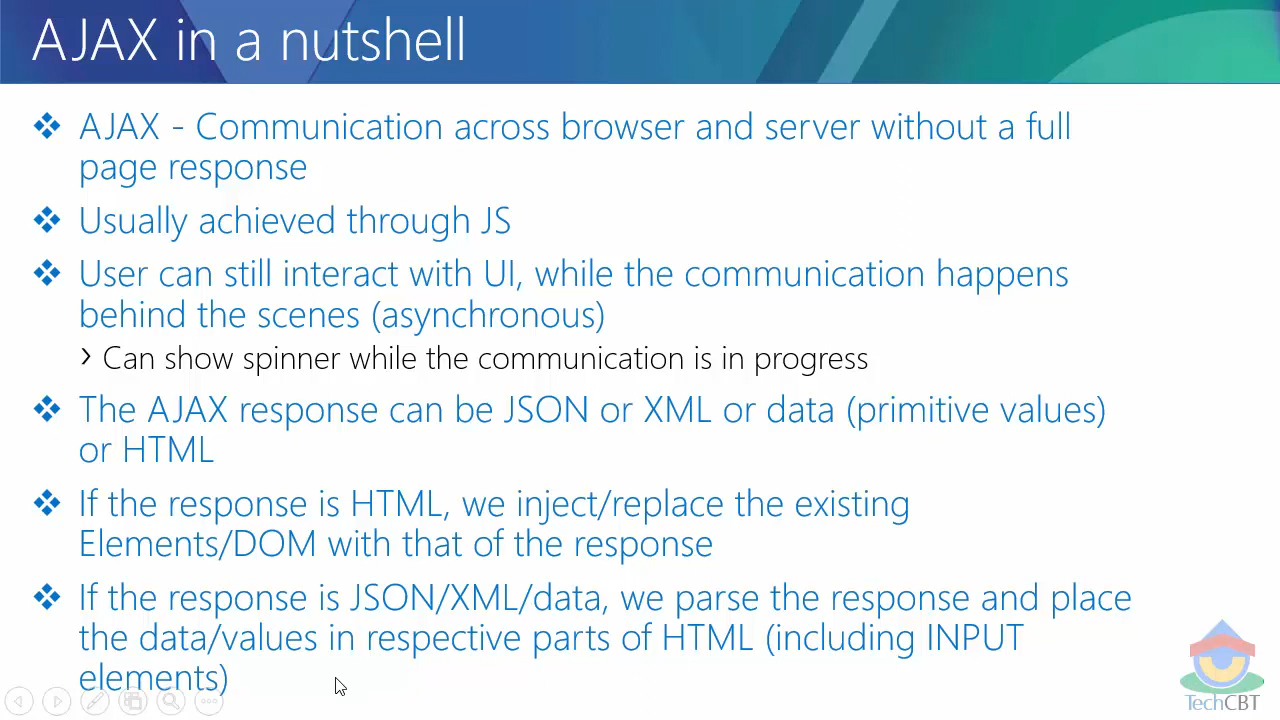 AJAX in a nutshell
AJAX - Communication across browser and server without a full
page response
Usually achieved through JS
User can still interact with UI, while the communication happens
behind the scenes (asynchronous)
Can show spinner while the communication is in progress
The AJAX response can be JSON or XML or data (primitive values)
or HTML
If the response is HTML, we inject/replace the existing
Elements/DOM with that of the response
If the response is JSON/XML/data, we parse the response and place
the data/values in respective parts of HTML (including INPUT
elements)
TechCBT